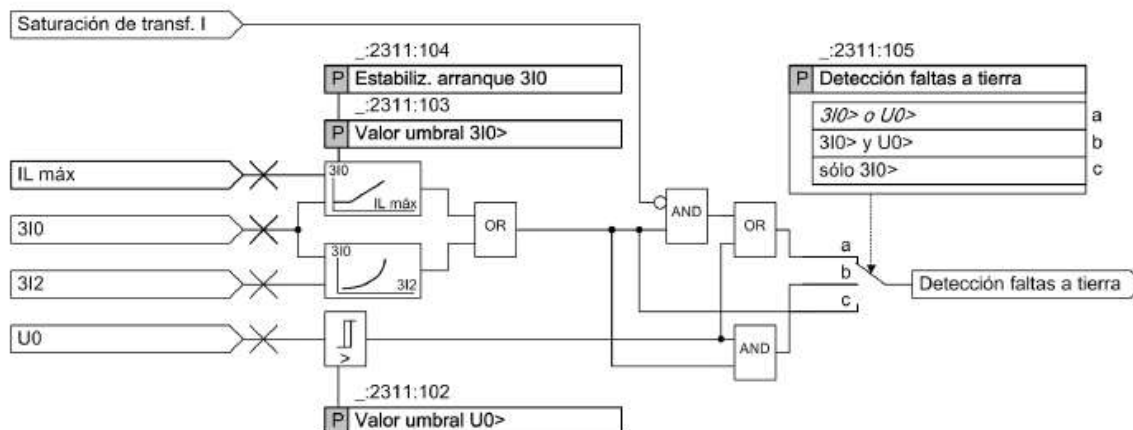 Saturación de transf. I
_:2311:104
P Estabiliz. arranque 3I0
_:2311:103
P Valor umbral 3I0>
_:2311:105
P Detección faltas a tierra
3I0> o U0> a
3I0> y U0> b
sólo 3I0> c
IL máx
3I0
IL máx
3I0
OR
AND
OR
3I2
3I0
3I2
a
b
c
Detección faltas a tierra
U0
>
AND
_:2311:102
P Valor umbral U0>